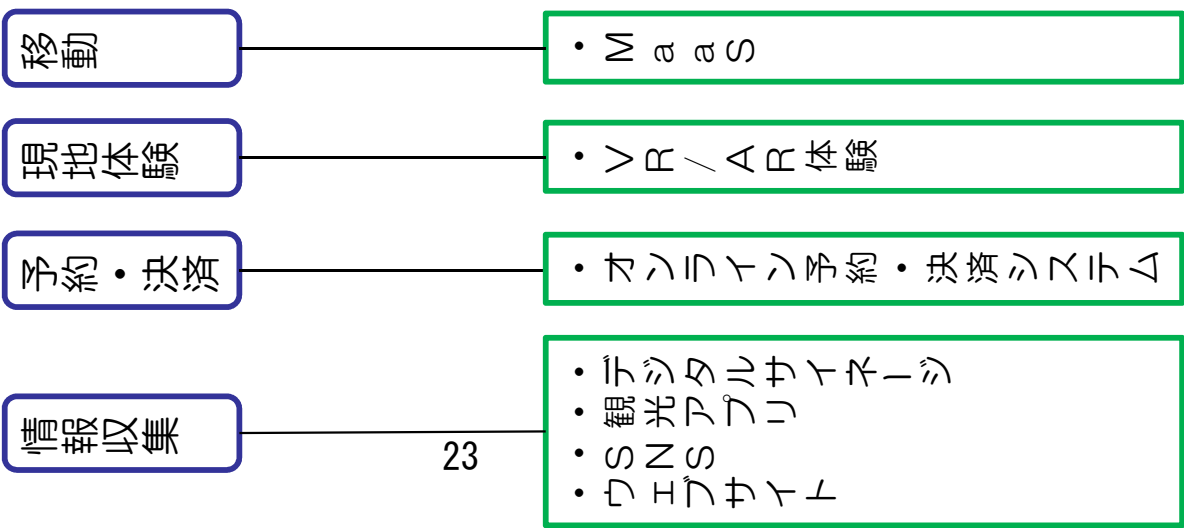 移動
・MaaS
現地体験
・VR/AR体験
予約・決済
・オンライン予約・決済システム
情報収集
・デジタルサイネージ
・観光アプリ
・SNS
・ウェブサイト
23